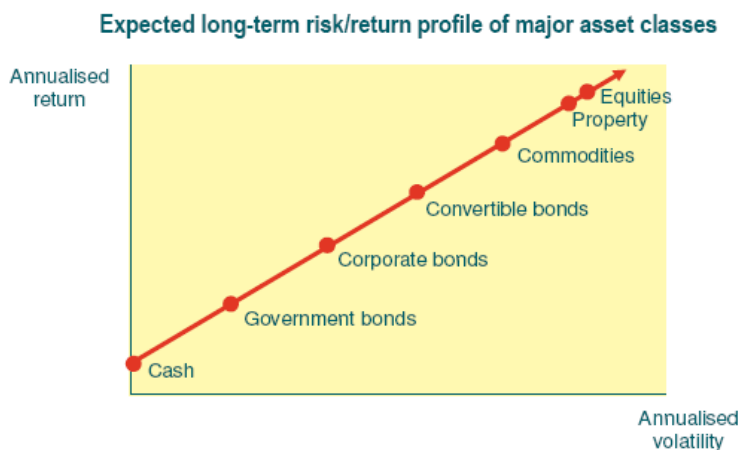 Expected long-term risk/return profile of major asset classes
Annualised
return
Equities
Property
Commodities
Convertible bonds
Corporate bonds
Government bonds
Cash
Annualised
volatility